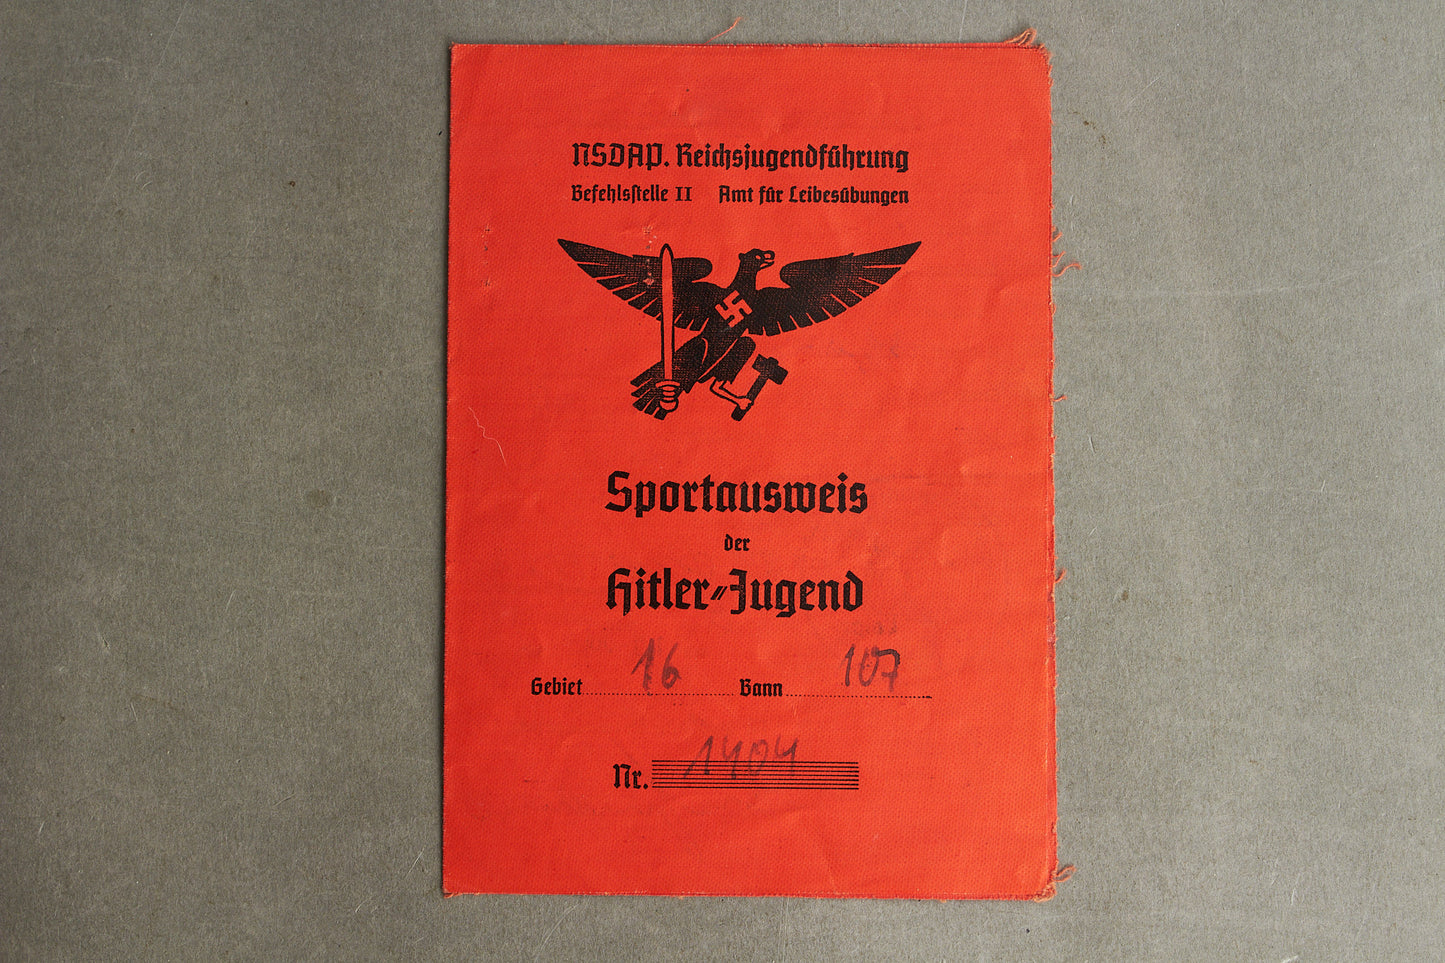 NSDAP. Reichsjugendführung
Befehlsstelle II Amt für Leibesübungen
Sportausweis
der
Hitler-Jugend
Gebiet 16 Bann 107
Nr. 1404